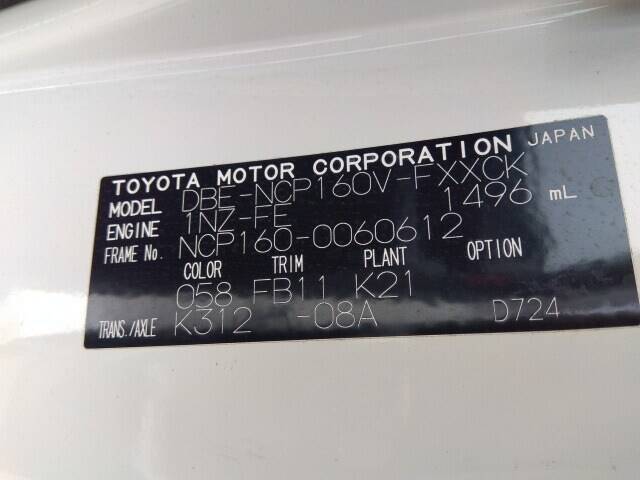 TOYOTA MOTOR CORPORATION JAPAN
MODEL DBE-NCP160V-FXXCK
ENGINE 1NZ-FE 1496 mL
FRAME No. NCP160-0060612
COLOR TRIM PLANT OPTION
058 FB11 K21
TRANS./AXLE K312 -08A D724